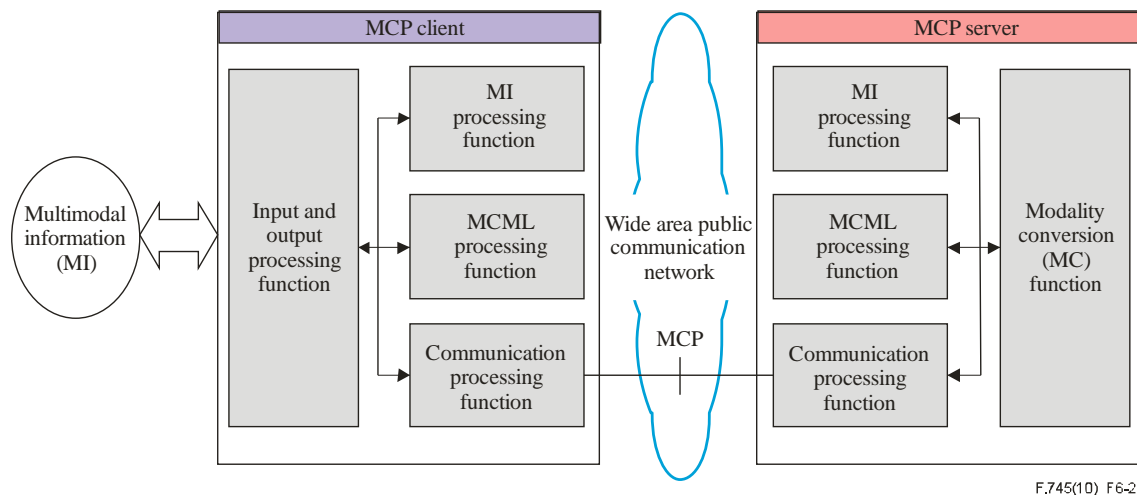 MCP client
MCP server
Multimodal
information
(MI)
Input and
output
processing
function
MI
processing
function
MCML
processing
function
Communication
processing
function
Wide area public
communication
network
MCP
MI
processing
function
MCML
processing
function
Communication
processing
function
Modality
conversion
(MC)
function
F.745(10)_F6-2